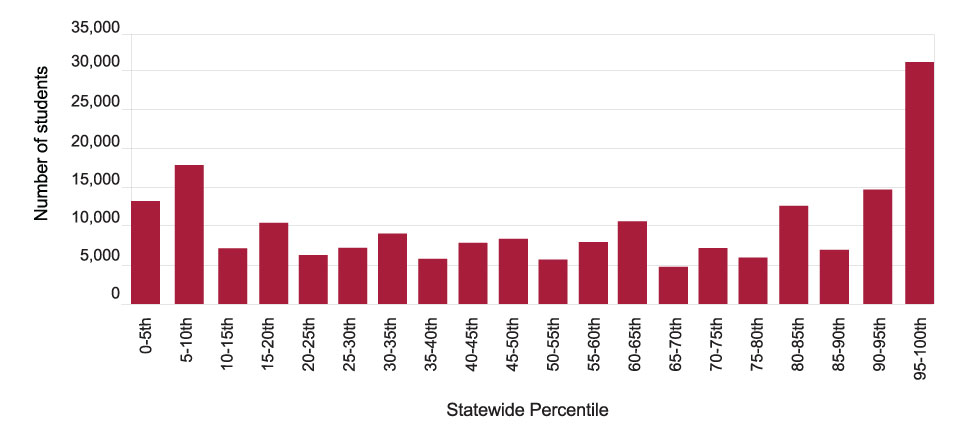 Number of students
35,000
30,000
25,000
20,000
15,000
10,000
5,000
0
0-5th
5-10th
10-15th
15-20th
20-25th
25-30th
30-35th
35-40th
40-45th
45-50th
50-55th
55-60th
60-65th
65-70th
70-75th
75-80th
80-85th
85-90th
90-95th
95-100th
Statewide Percentile